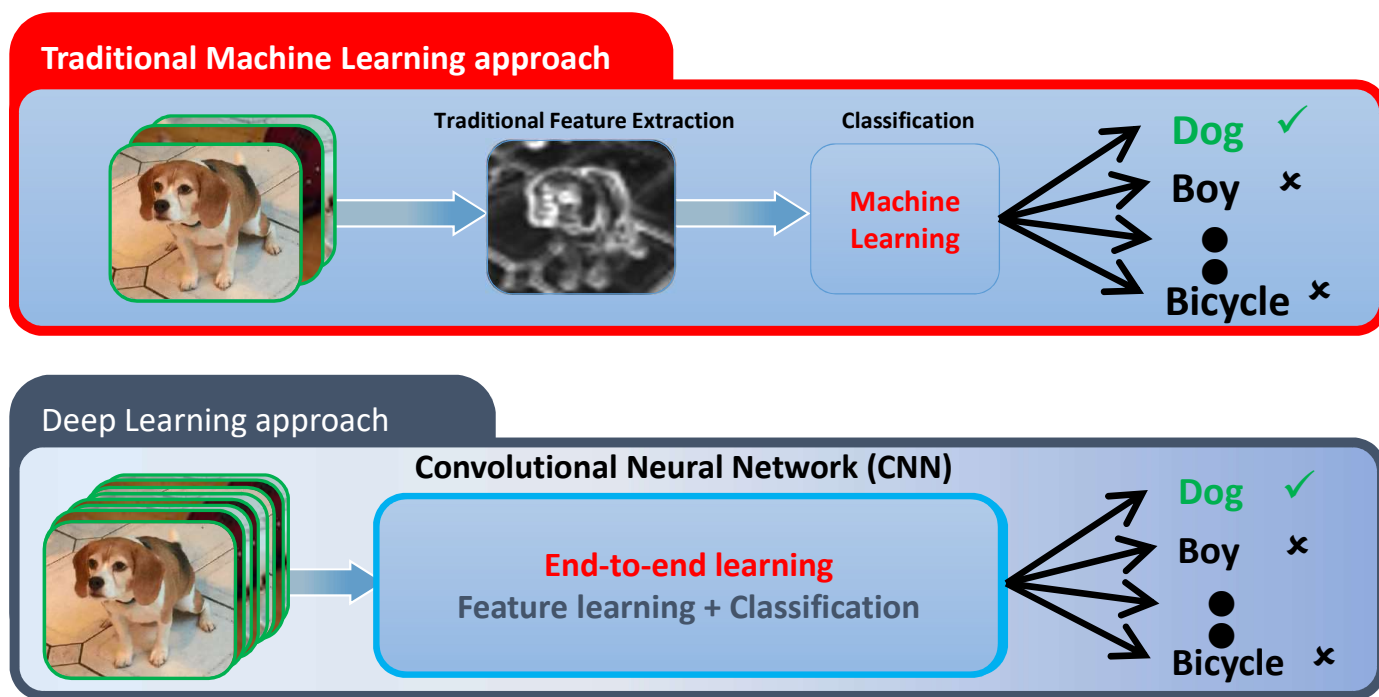 Traditional Machine Learning approach
Traditional Feature Extraction
Classification
Machine
Learning
Dog ✓
Boy ✘
Bicycle ✘
Deep Learning approach
Convolutional Neural Network (CNN)
End-to-end learning
Feature learning + Classification
Dog ✓
Boy ✘
Bicycle ✘